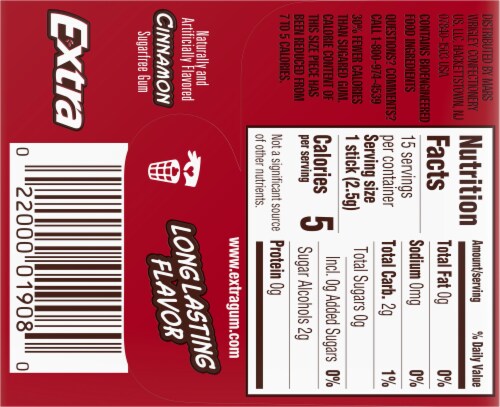 DISTRIBUTED BY MARS
WRIGLEY CONFECTIONERY
US, LLC, HACKETTSTOWN, NJ
07840-1503 USA
CONTAINS BIOENGINEERED
FOOD INGREDIENTS
QUESTIONS? COMMENTS?
CALL 1-800-974-4539
30% FEWER CALORIES
THAN SUGARED GUM.
CALORIE CONTENT OF
THIS SIZE PIECE HAS
BEEN REDUCED FROM
7 TO 5 CALORIES.
Naturally and
Artificially Flavored
CINNAMON
Sugarfree Gum
Extra
Nutrition
Facts
15 servings
per container
Serving size
1 stick (2.5g)
Calories 5
per serving
Amount/serving % Daily Value
Total Fat 0g 0%
Sodium 0mg 0%
Total Carb. 2g 1%
Total Sugars 0g
Incl. 0g Added Sugars 0%
Sugar Alcohols 2g
Protein 0g
Not a significant source
of other nutrients.
www.extragum.com
LONG LASTING
FLAVOR
0 22000 01908 0